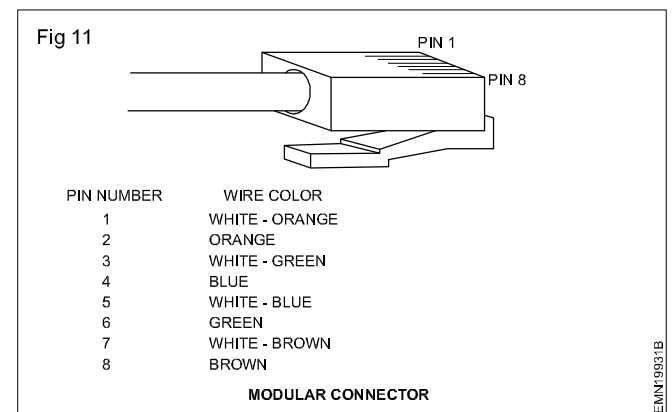 Fig 11
PIN 1
PIN 8
PIN NUMBER WIRE COLOR
1 WHITE - ORANGE
2 ORANGE
3 WHITE - GREEN
4 BLUE
5 WHITE - BLUE
6 GREEN
7 WHITE - BROWN
8 BROWN
MODULAR CONNECTOR
EMN19931B